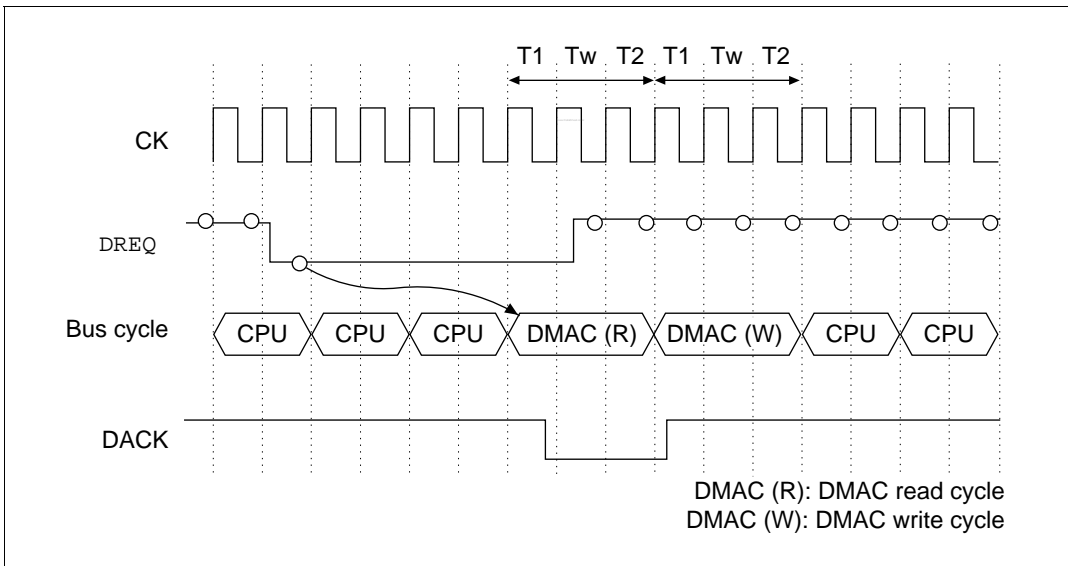 T1 Tw T2 T1 Tw T2
CK
DREQ
Bus cycle CPU CPU CPU DMAC (R) DMAC (W) CPU CPU
DACK
DMAC (R): DMAC read cycle
DMAC (W): DMAC write cycle